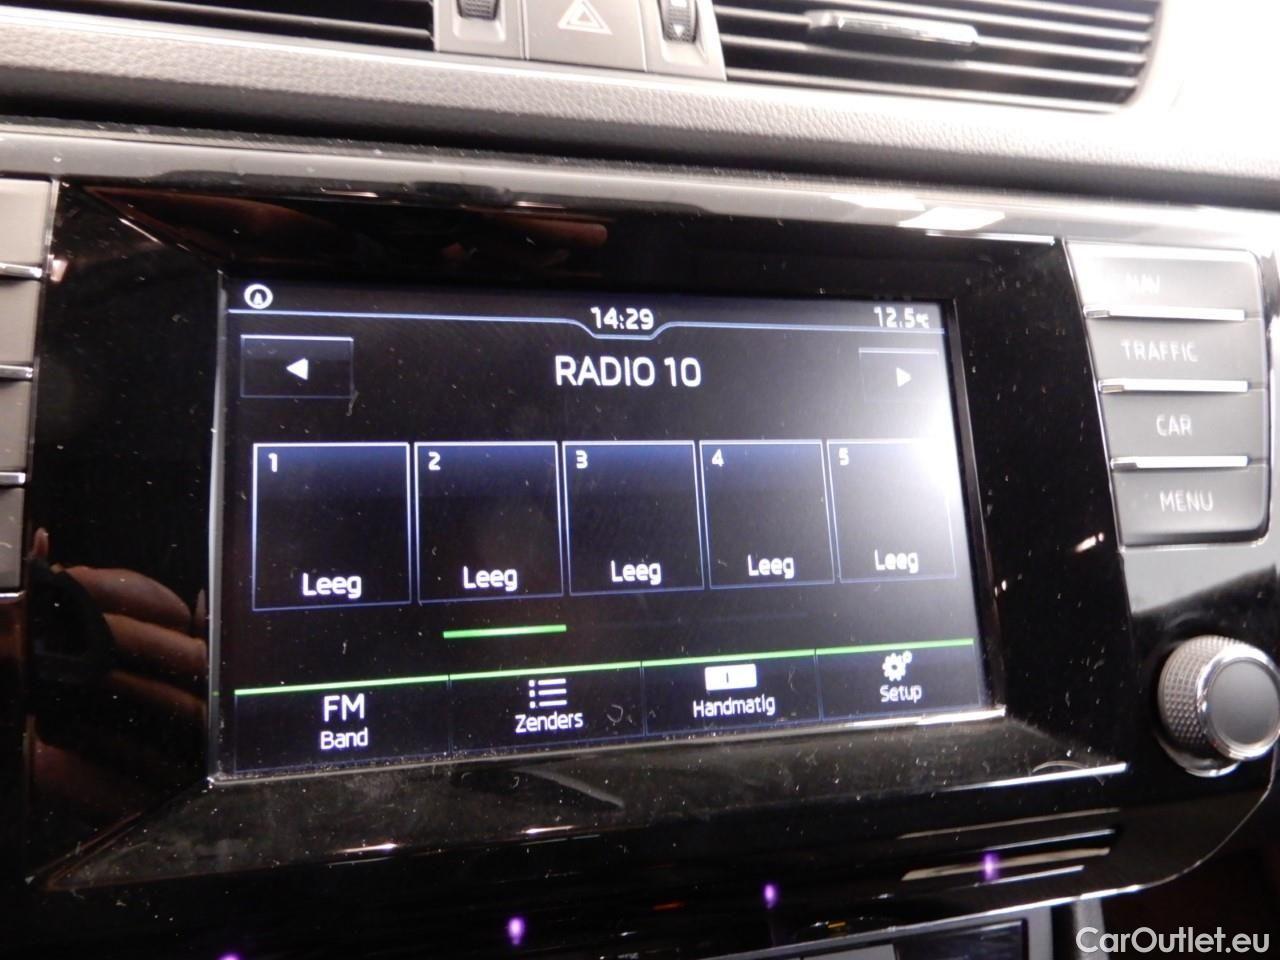 14:29
12.5°C
RADIO 10
1
2
3
4
5
Leeg
Leeg
Leeg
Leeg
Leeg
FM
Band
Zenders
Handmatig
Setup
NAV
TRAFFIC
CAR
MENU
CarOutlet.eu